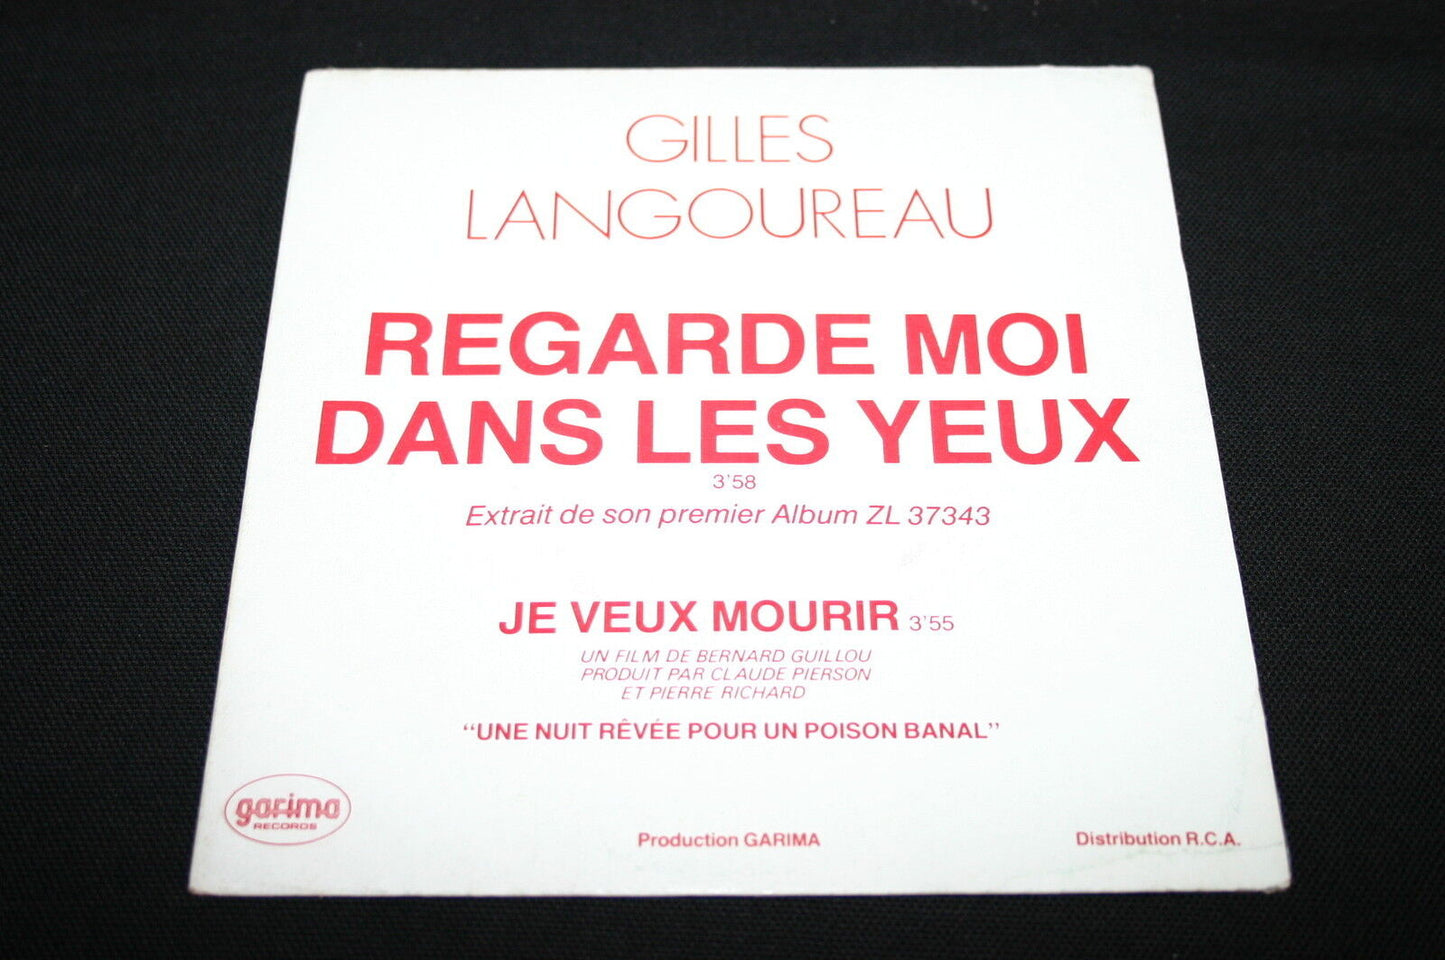 GILLES
LANGOUREAU
REGARDE MOI
DANS LES YEUX
3'58
Extrait de son premier Album ZL 37343
JE VEUX MOURIR 3'55
UN FILM DE BERNARD GUILLOU
PRODUIT PAR CLAUDE PIERSON
ET PIERRE RICHARD
"UNE NUIT RÊVÉE POUR UN POISON BANAL"
garima
RECORDS
Production GARIMA
Distribution R.C.A.